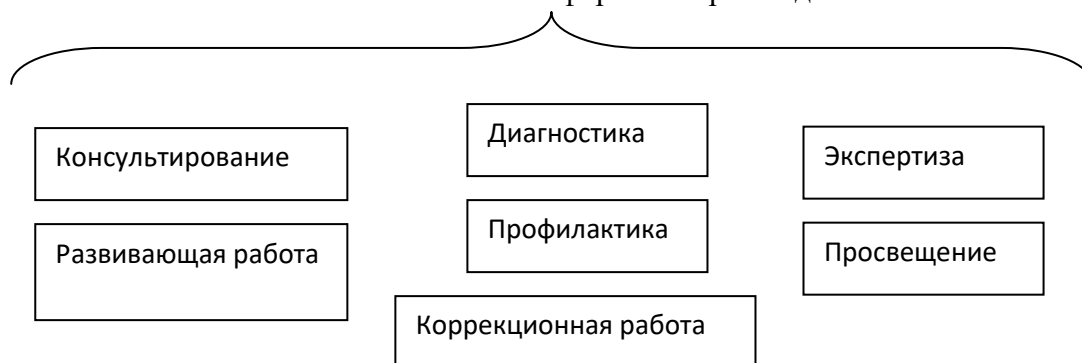 Консультирование
Диагностика
Экспертиза
Развивающая работа
Профилактика
Просвещение
Коррекционная работа